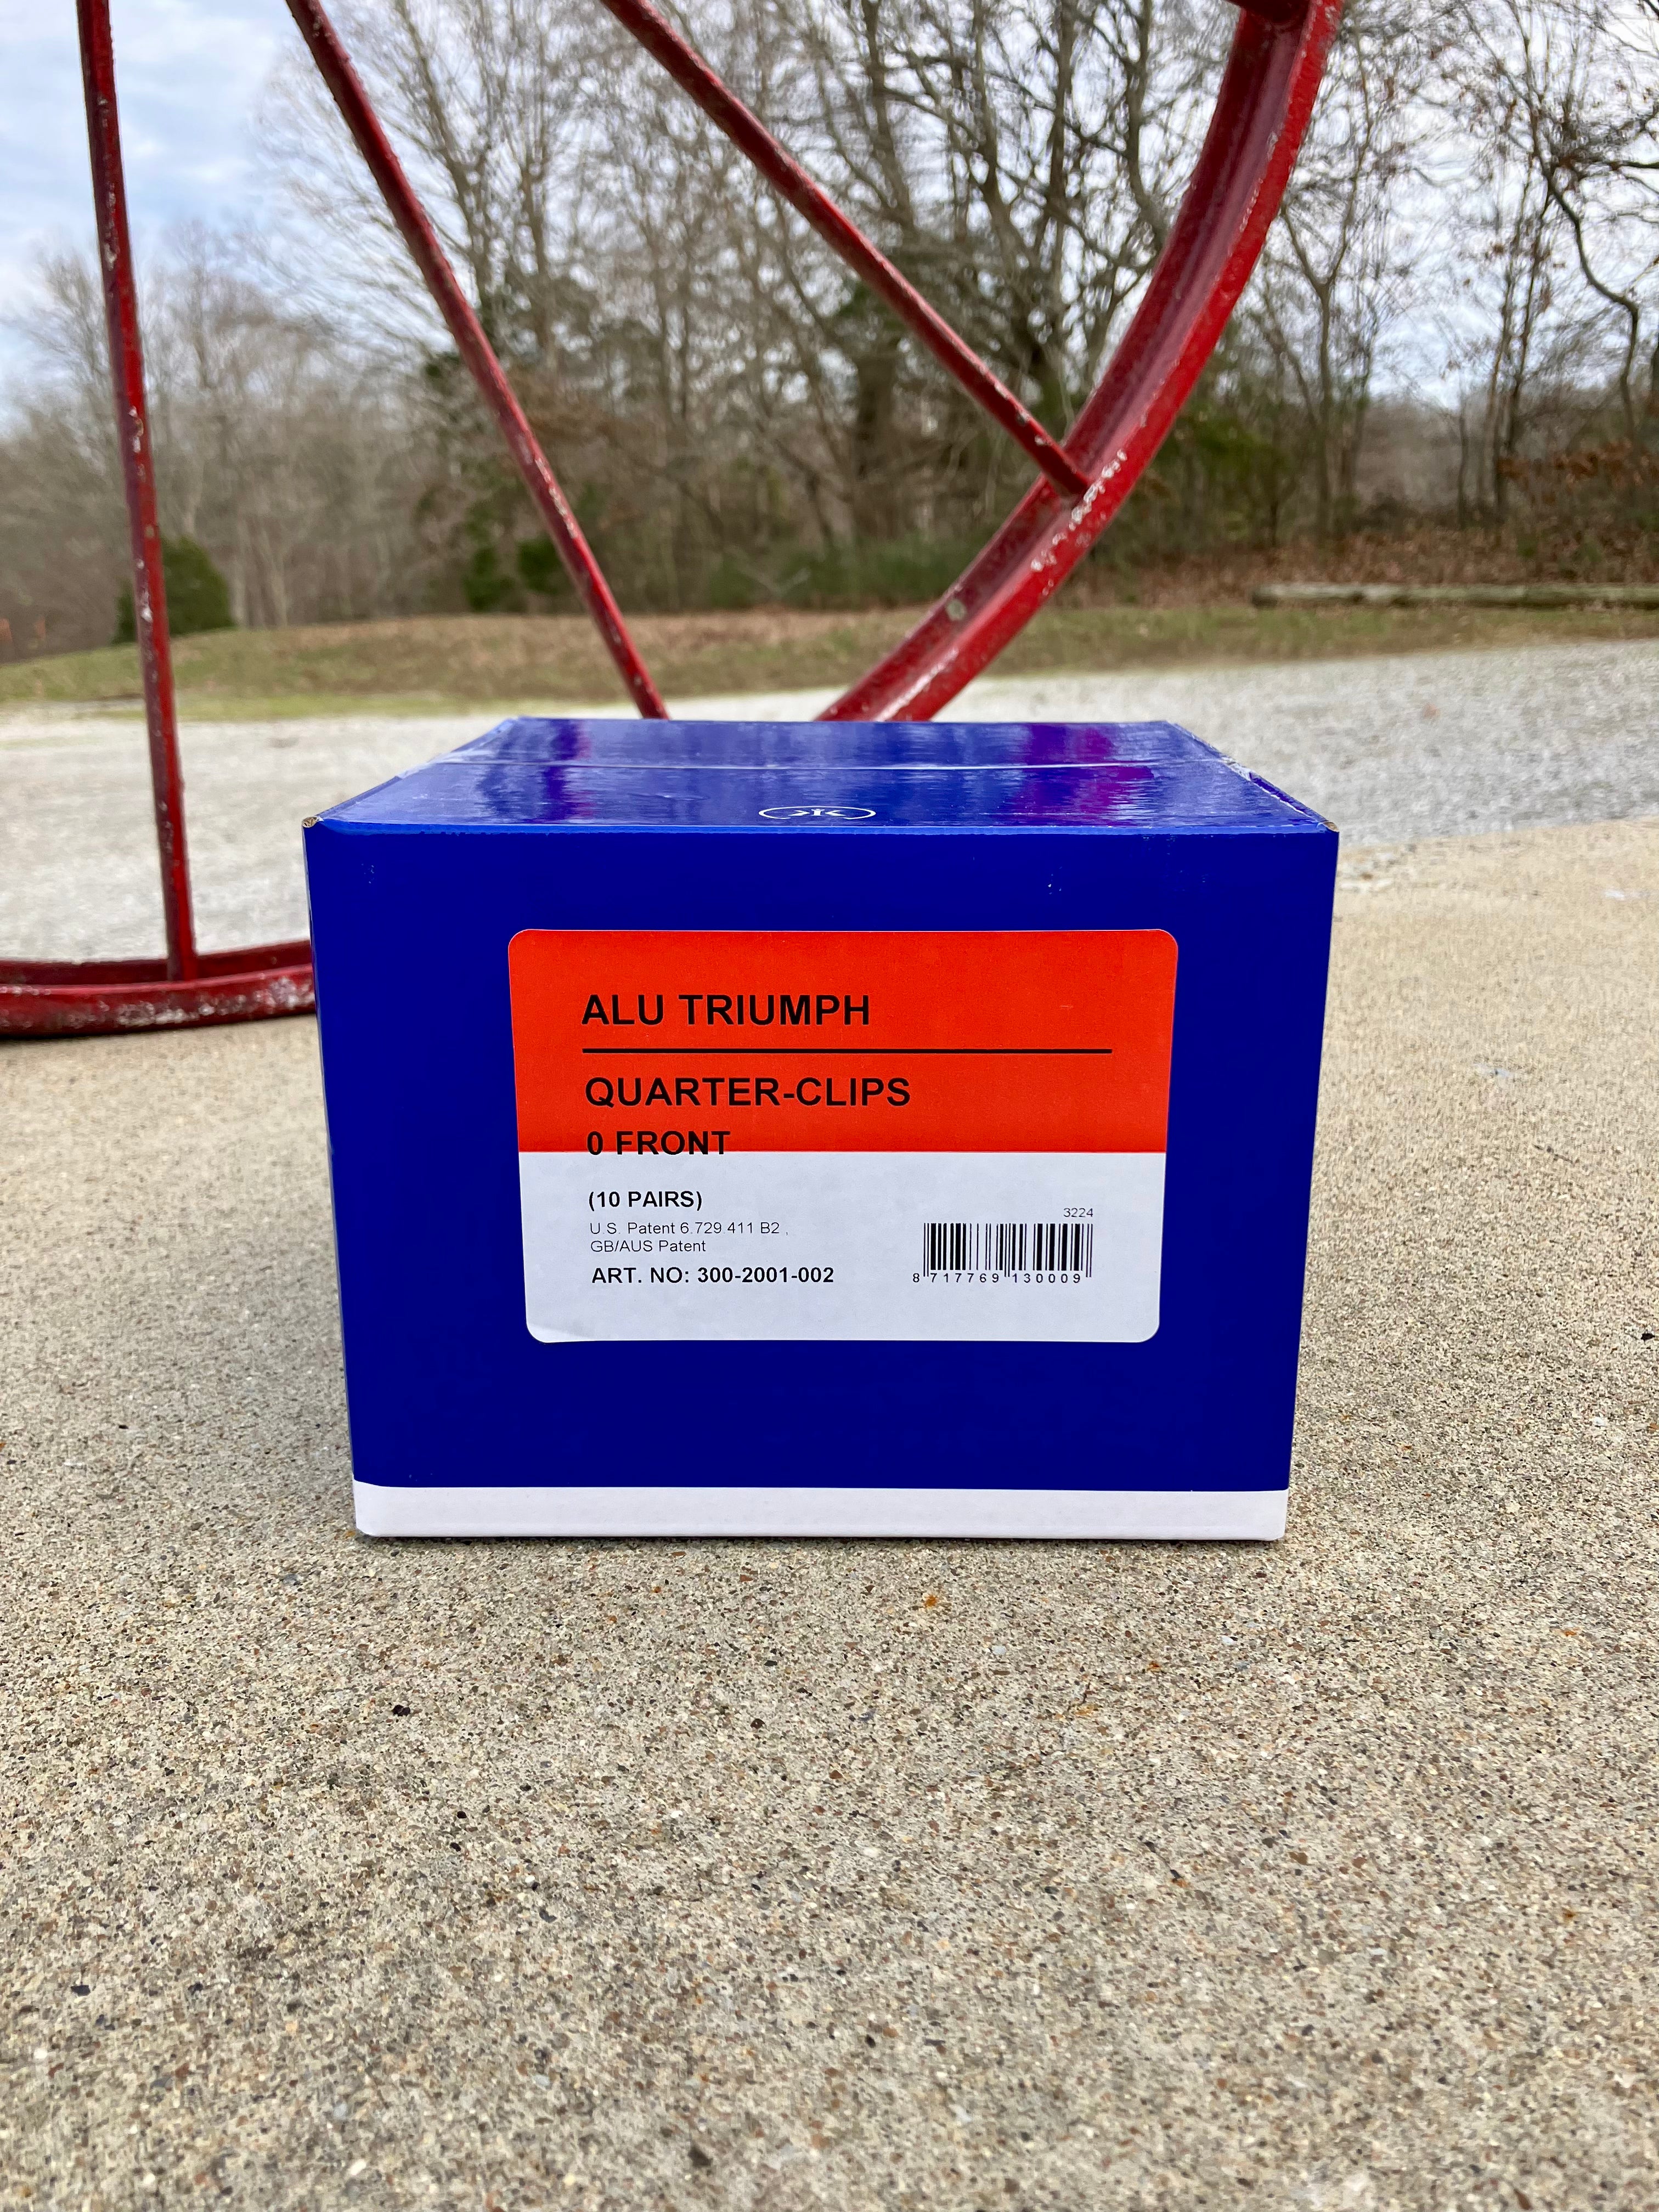 ALU TRIUMPH
QUARTER-CLIPS
0 FRONT
(10 PAIRS)
U.S. Patent 6.729.411 B2 ,
GB/AUS Patent
ART. NO: 300-2001-002
3224
8 717769 130009